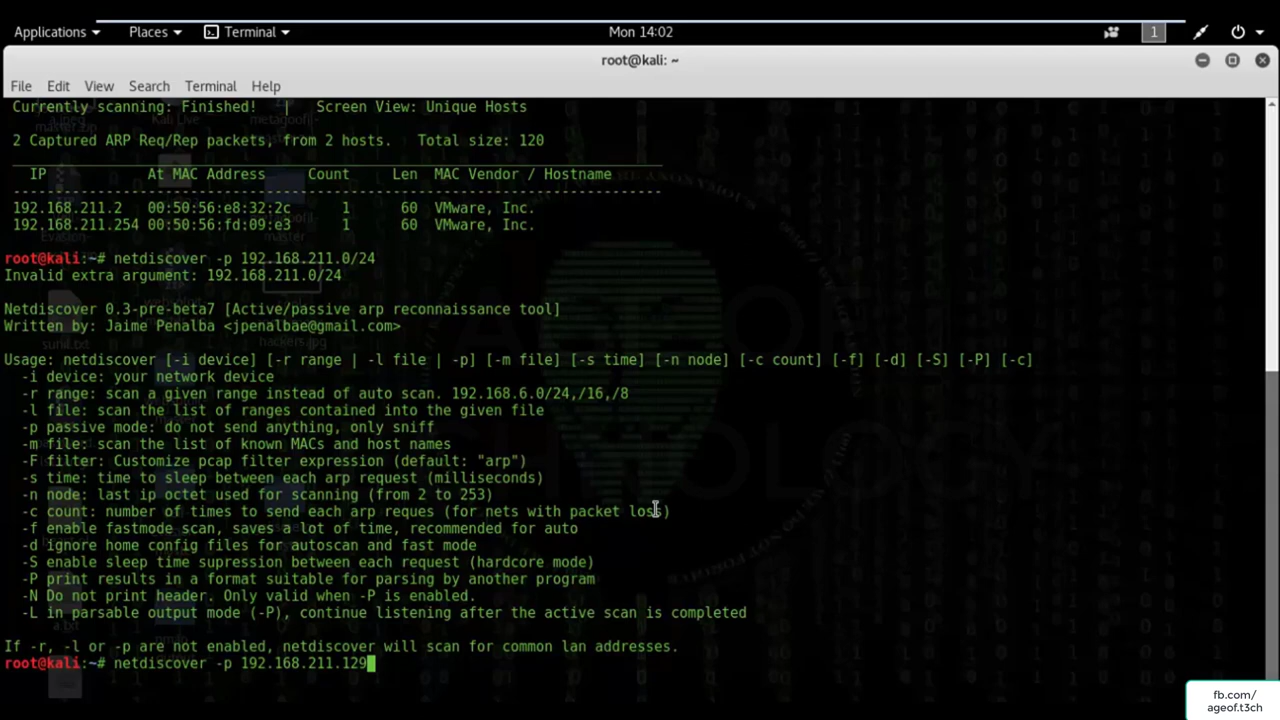 Applications Places Terminal Mon 14:02 1
root@kali: ~
File Edit View Search Terminal Help
Currently scanning: Finished! | Screen View: Unique Hosts
2 Captured ARP Req/Rep packets, from 2 hosts. Total size: 120
_____________________________________________________________________________
IP At MAC Address Count Len MAC Vendor / Hostname
-----------------------------------------------------------------------------
192.168.211.2 00:50:56:e8:32:2c 1 60 VMware, Inc.
192.168.211.254 00:50:56:fd:09:e3 1 60 VMware, Inc.
root@kali:~# netdiscover -p 192.168.211.0/24
Invalid extra argument: 192.168.211.0/24
Netdiscover 0.3-pre-beta7 [Active/passive arp reconnaissance tool]
Written by: Jaime Penalba <jpenalbae@gmail.com>
Usage: netdiscover [-i device] [-r range | -l file | -p] [-m file] [-s time] [-n node] [-c count] [-f] [-d] [-S] [-P] [-c]
-i device: your network device
-r range: scan a given range instead of auto scan. 192.168.6.0/24,/16,/8
-l file: scan the list of ranges contained into the given file
-p passive mode: do not send anything, only sniff
-m file: scan the list of known MACs and host names
-F filter: Customize pcap filter expression (default: "arp")
-s time: time to sleep between each arp request (milliseconds)
-n node: last ip octet used for scanning (from 2 to 253)
-c count: number of times to send each arp reques (for nets with packet loss)
-f enable fastmode scan, saves a lot of time, recommended for auto
-d ignore home config files for autoscan and fast mode
-S enable sleep time supression between each request (hardcore mode)
-P print results in a format suitable for parsing by another program
-N Do not print header. Only valid when -P is enabled.
-L in parsable output mode (-P), continue listening after the active scan is completed
If -r, -l or -p are not enabled, netdiscover will scan for common lan addresses.
root@kali:~# netdiscover -p 192.168.211.129
fb.com/
ageof.t3ch